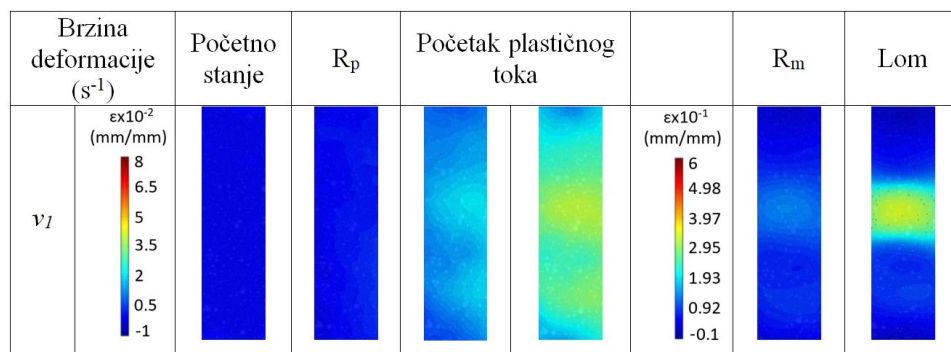 Brzina
deformacije
(s⁻¹)
Početno
stanje
Rₚ
Početak plastičnog
toka
Rₘ
Lom
v₁
εx10⁻²
(mm/mm)
8
6.5
5
3.5
2
0.5
-1
εx10⁻¹
(mm/mm)
6
4.98
3.97
2.95
1.93
0.92
-0.1